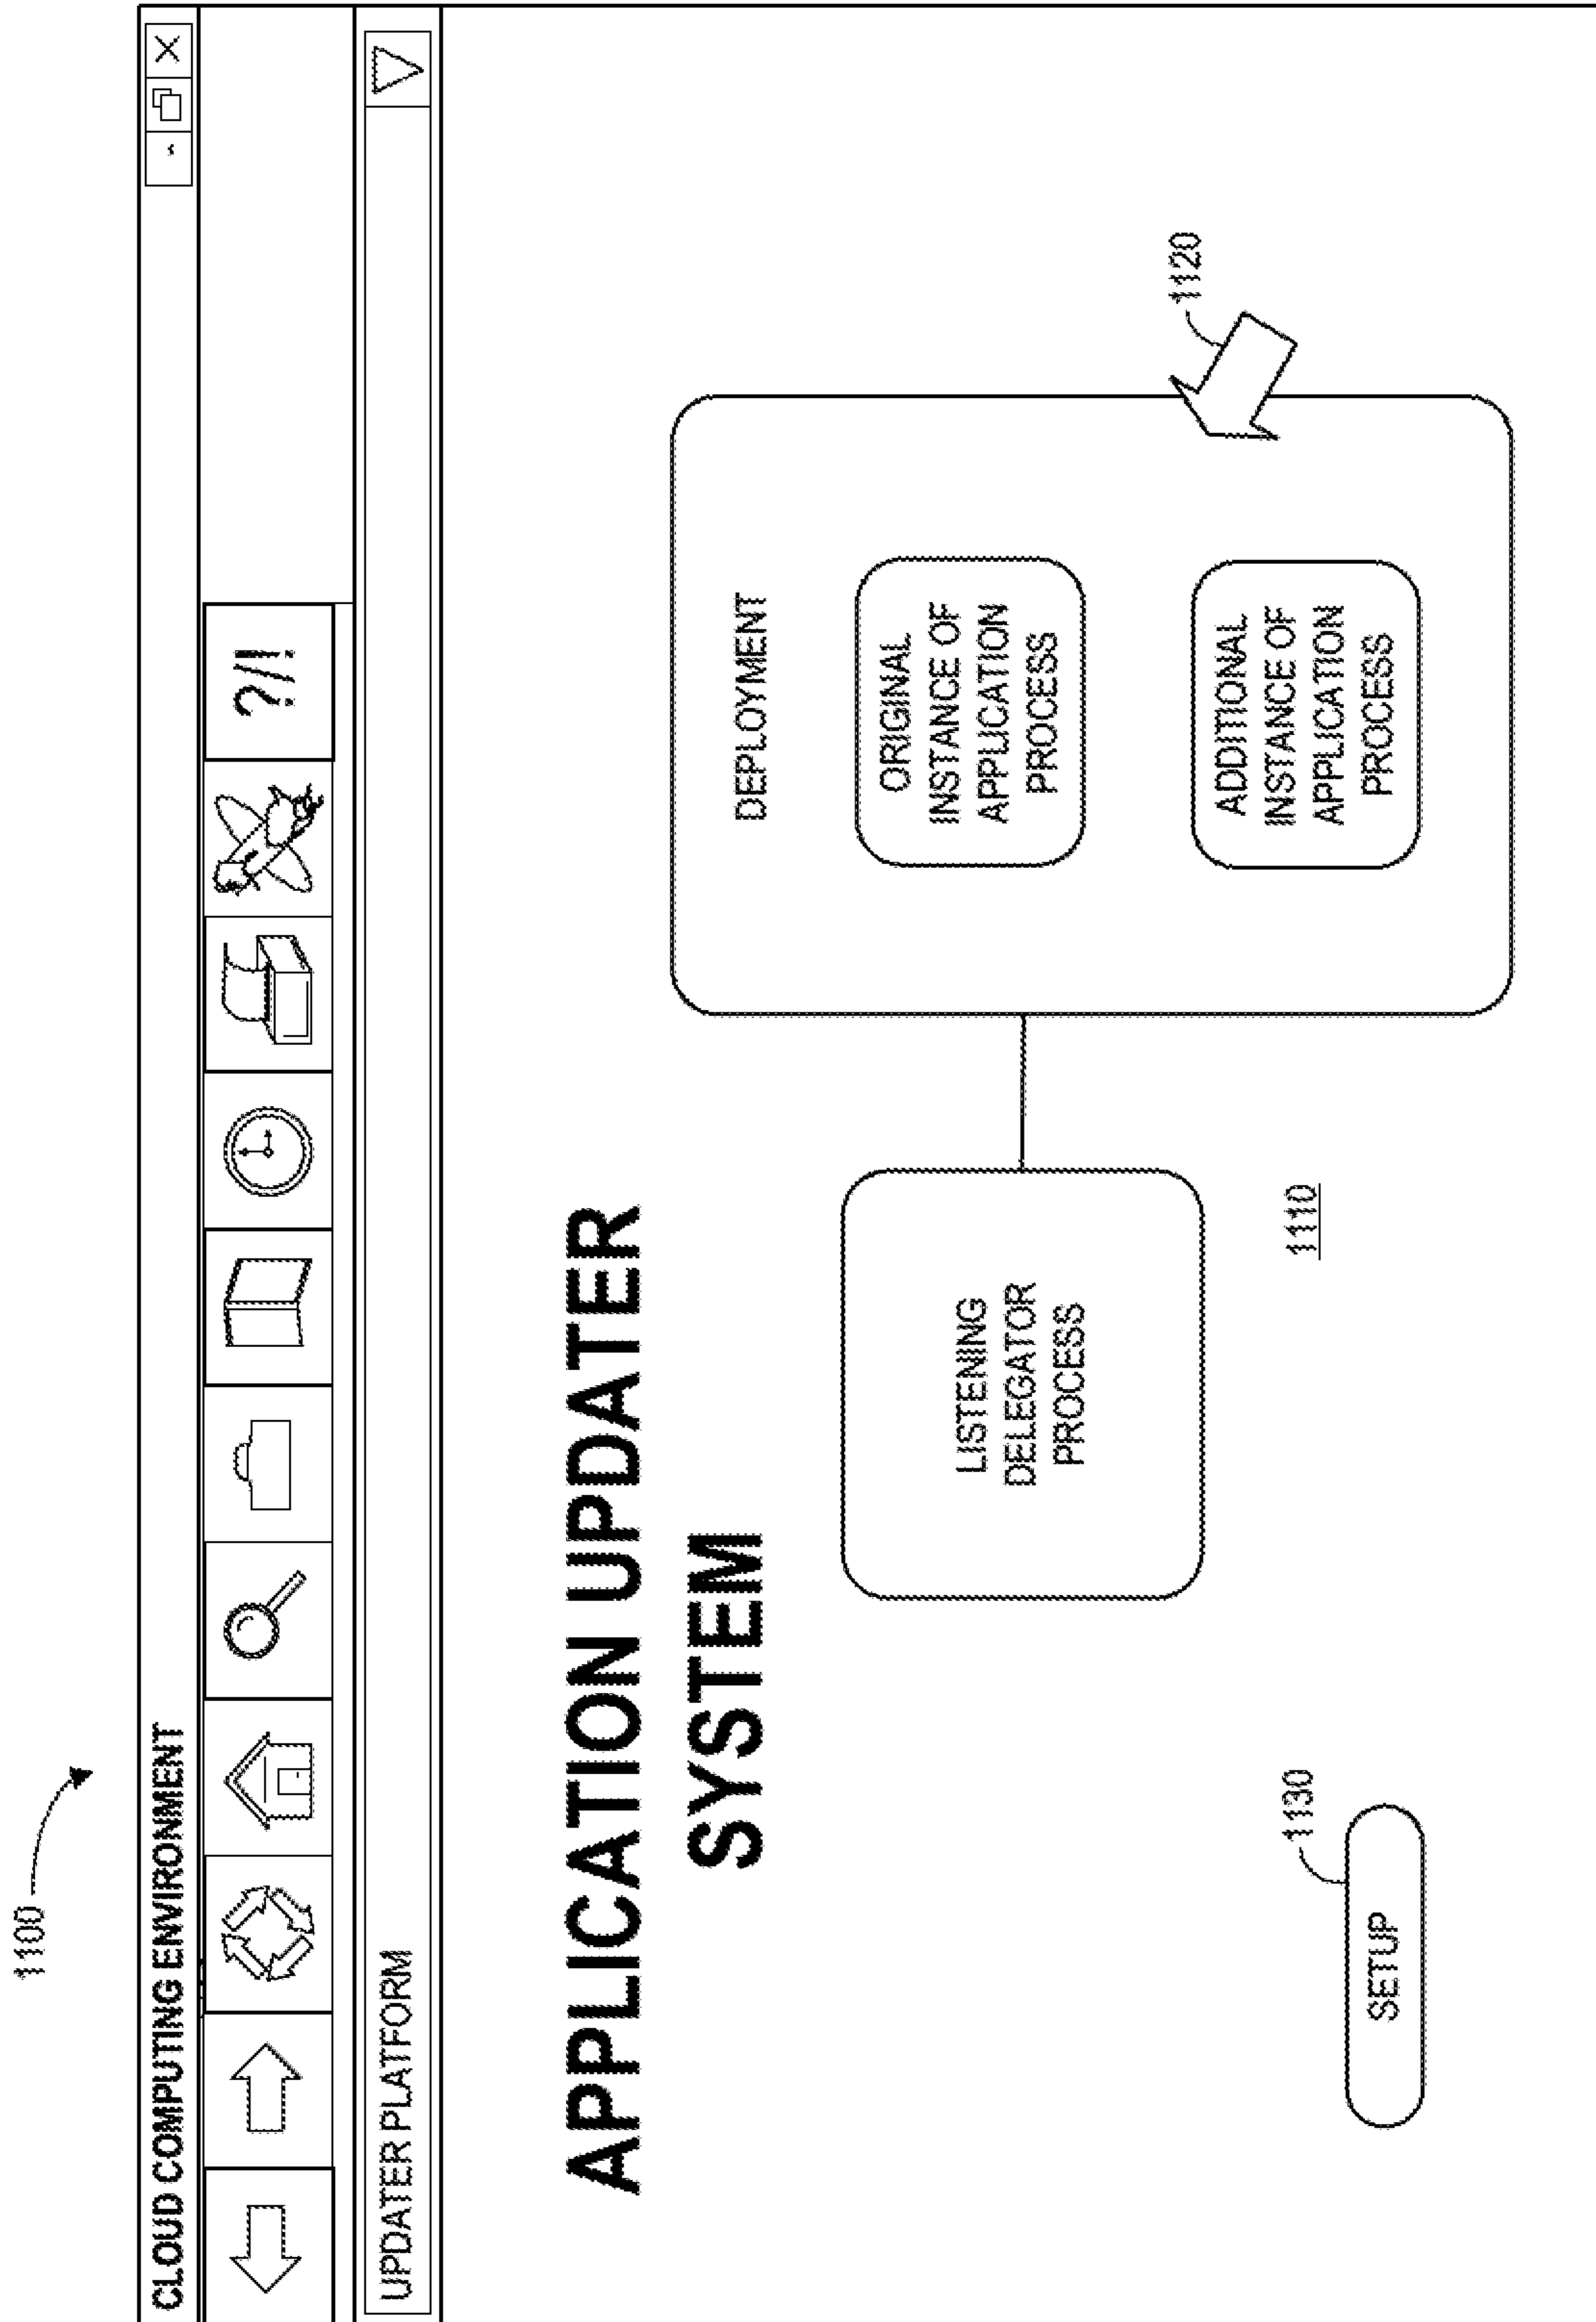 1100
CLOUD COMPUTING ENVIRONMENT
?/!
UPDATER PLATFORM
APPLICATION UPDATER
SYSTEM
LISTENING
DELEGATOR
PROCESS
DEPLOYMENT
ORIGINAL
INSTANCE OF
APPLICATION
PROCESS
ADDITIONAL
INSTANCE OF
APPLICATION
PROCESS
1120
1110
1130
SETUP